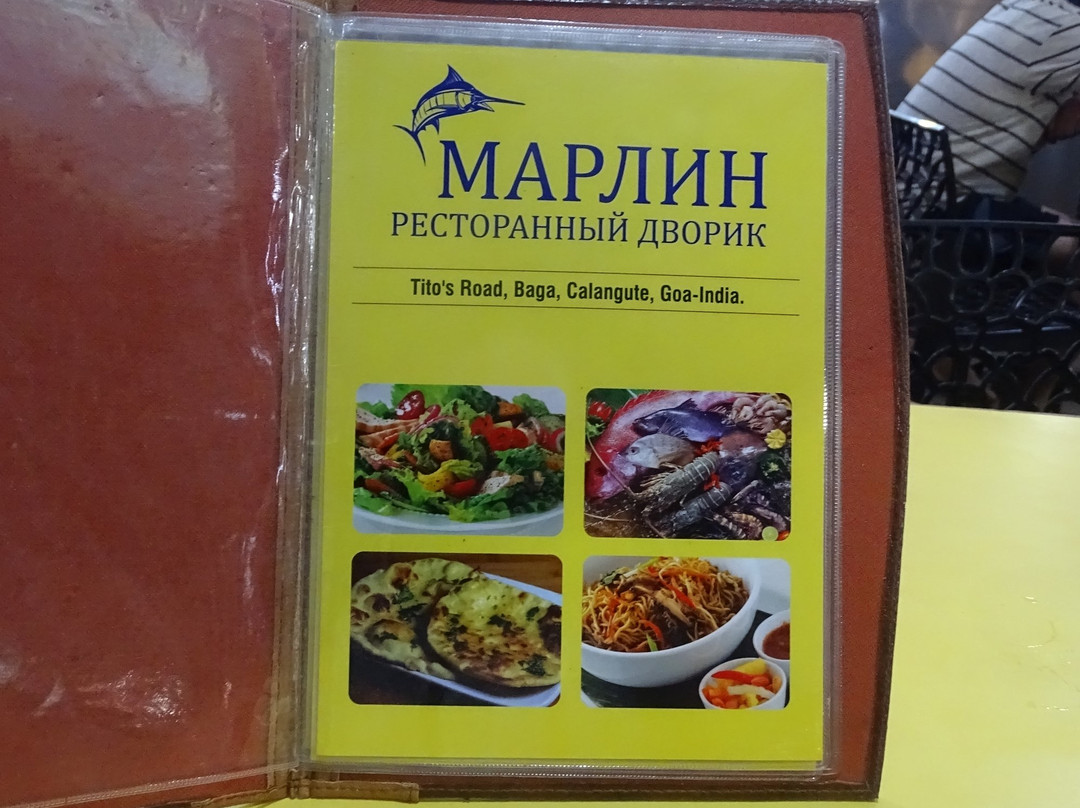 МАРЛИН
РЕСТОРАННЫЙ ДВОРИК
Tito's Road, Baga, Calangute, Goa-India.